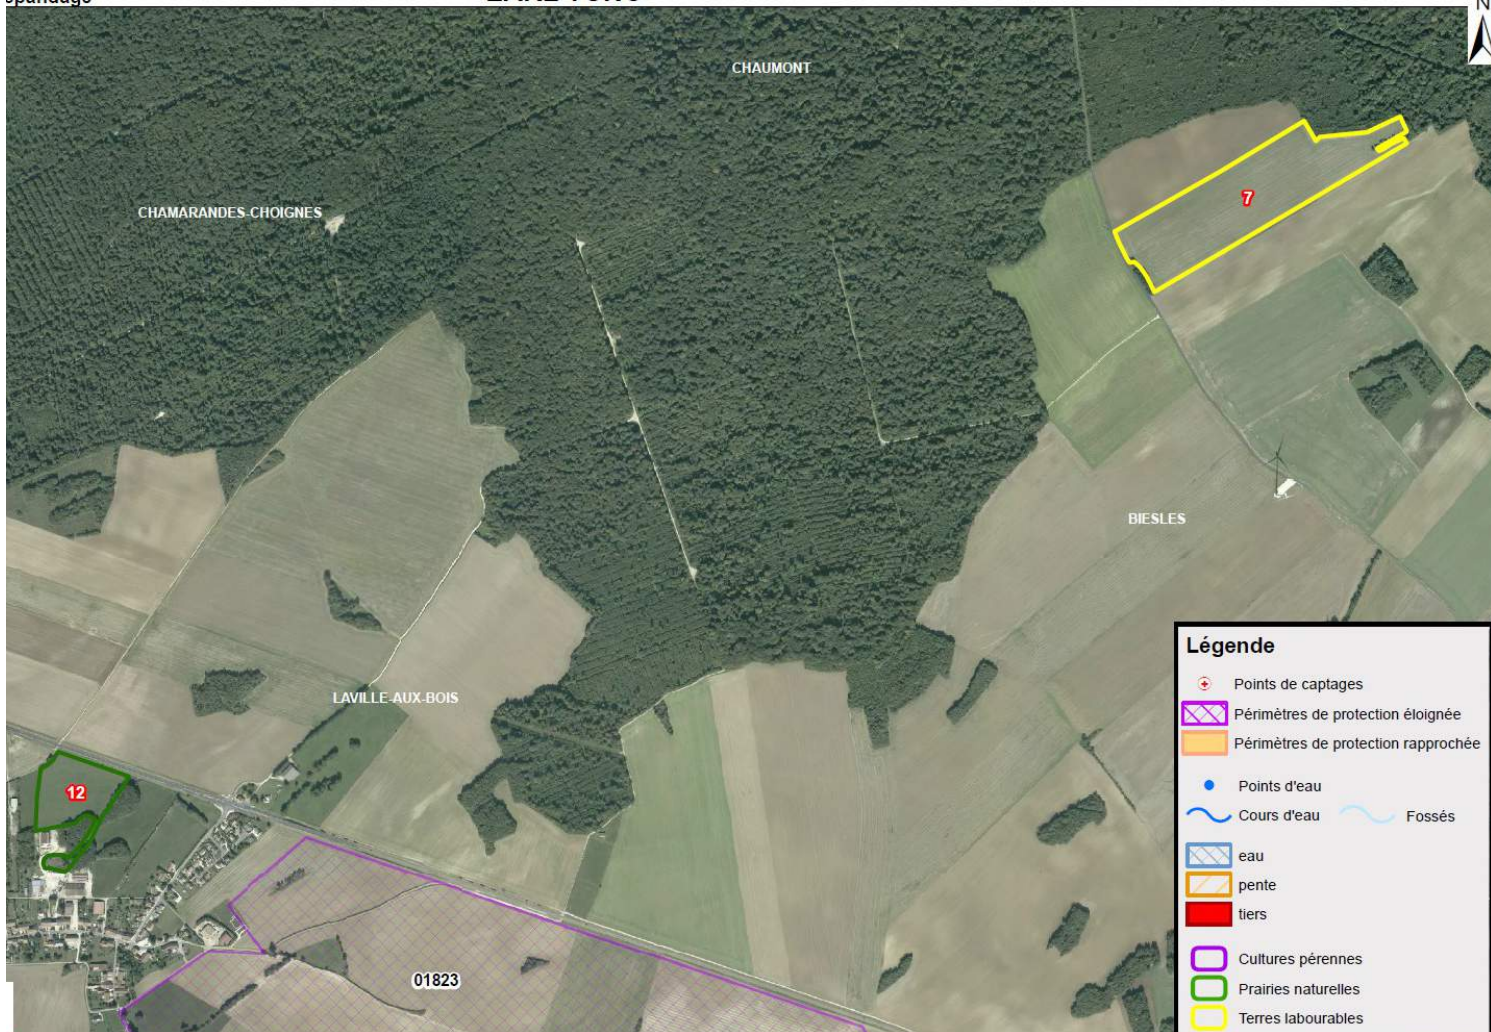 N
CHAUMONT
7
CHAMARANDES-CHOIGNES
BIESLES
LAVILLE-AUX-BOIS
12
01823
Légende
Points de captages
Périmètres de protection éloignée
Périmètres de protection rapprochée
Points d'eau
Cours d'eau Fossés
eau
pente
tiers
Cultures pérennes
Prairies naturelles
Terres labourables